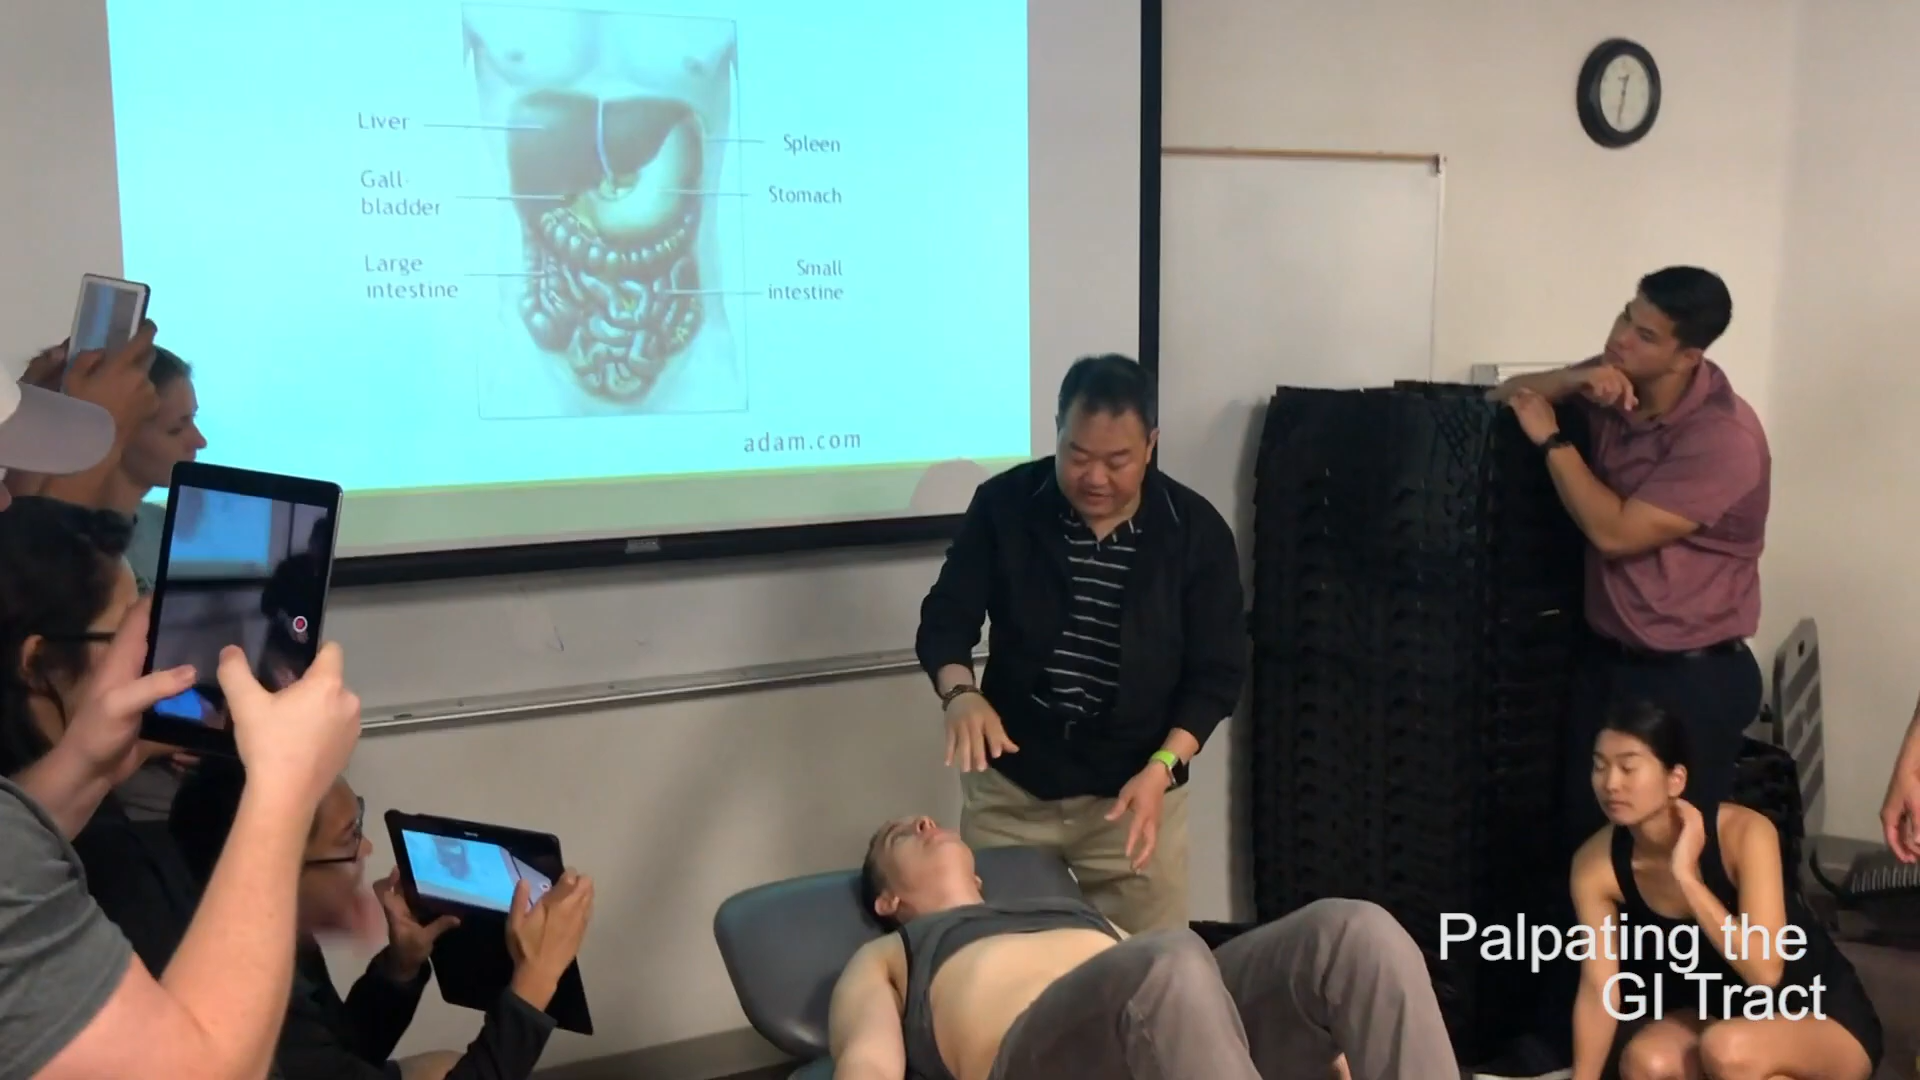 Liver
Gall-
bladder
Large
intestine
Spleen
Stomach
Small
intestine
adam.com
Palpating the
GI Tract